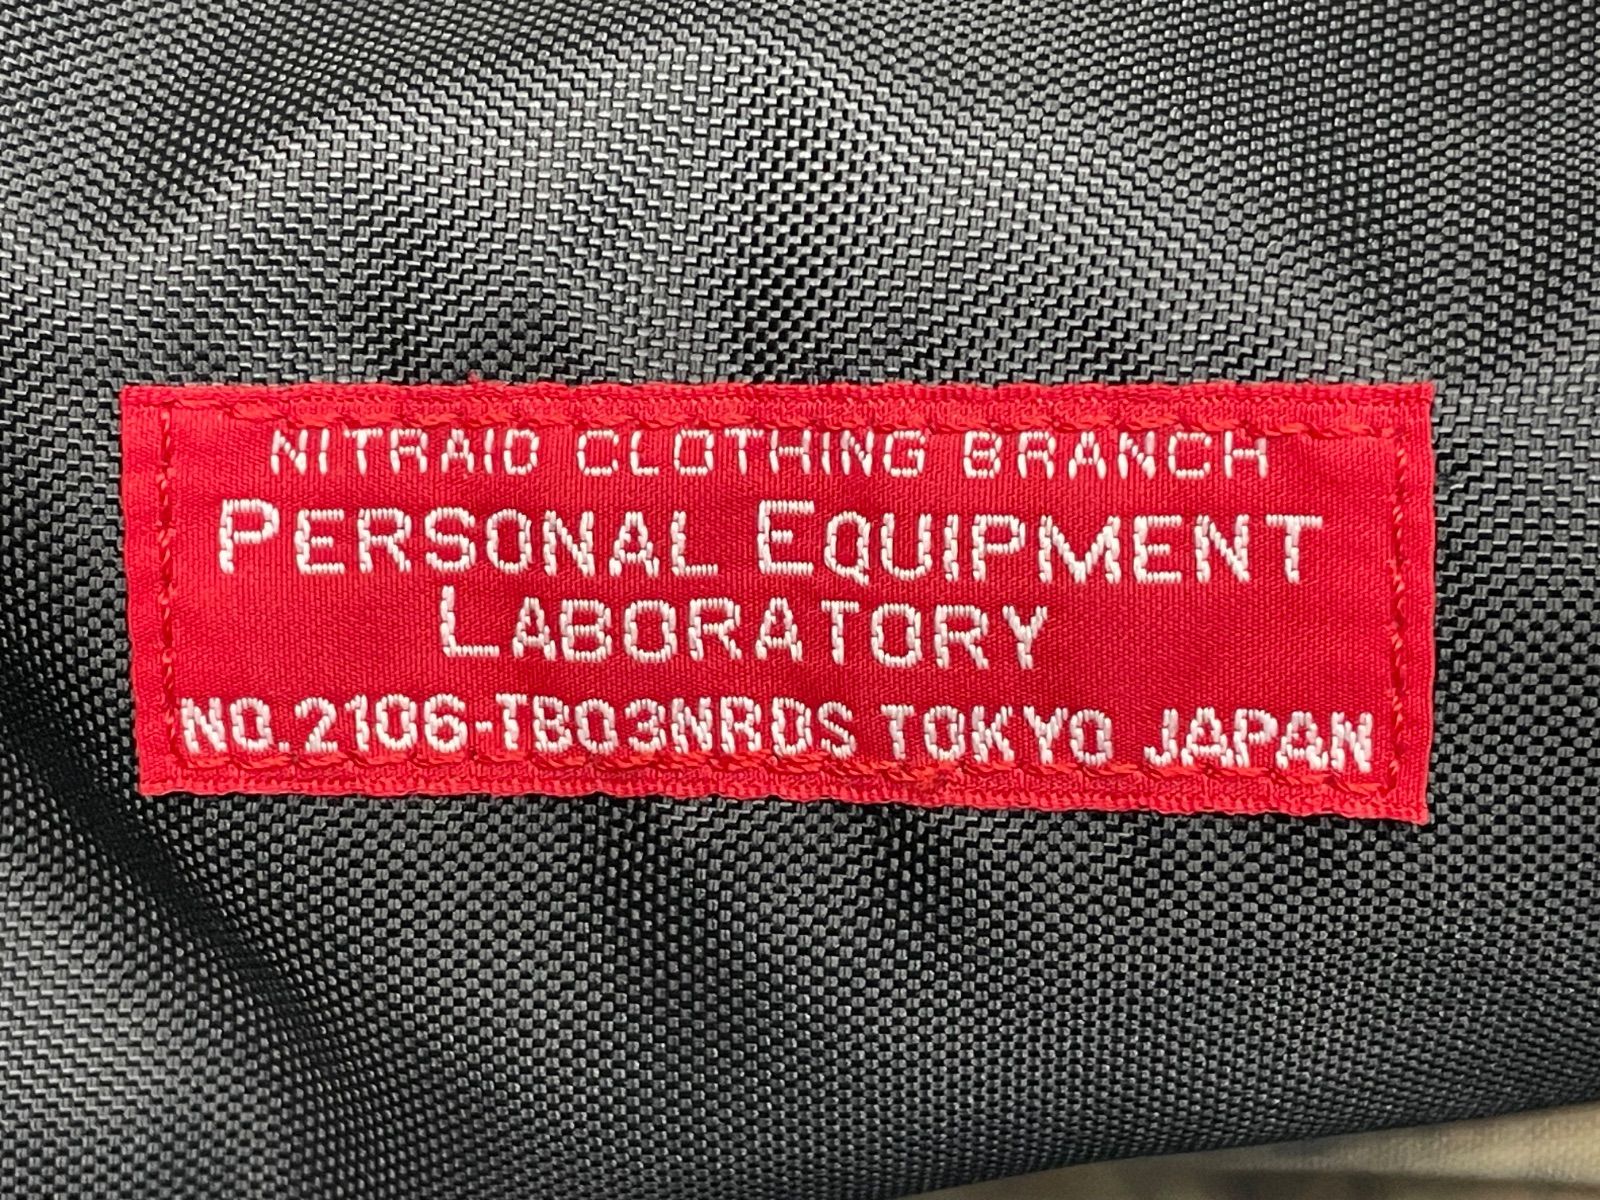 NITRAID CLOTHING BRANCH
PERSONAL EQUIPMENT
LABORATORY
NO.2106-TB03NRDS TOKYO JAPAN